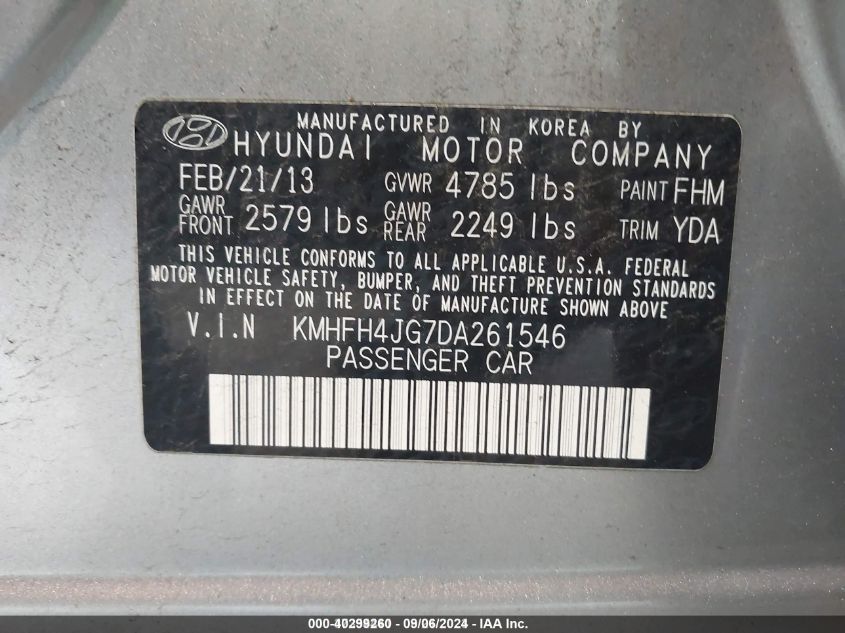 MANUFACTURED IN KOREA BY
HYUNDAI MOTOR COMPANY
FEB/21/13 GVWR 4785 lbs PAINT FHM
GAWR FRONT 2579 lbs GAWR REAR 2249 lbs TRIM YDA
THIS VEHICLE CONFORMS TO ALL APPLICABLE U.S.A. FEDERAL
MOTOR VEHICLE SAFETY, BUMPER, AND THEFT PREVENTION STANDARDS
IN EFFECT ON THE DATE OF MANUFACTURE SHOWN ABOVE
V.I.N KMHFH4JG7DA261546
PASSENGER CAR
000-40299260 - 09/06/2024 - IAA Inc.